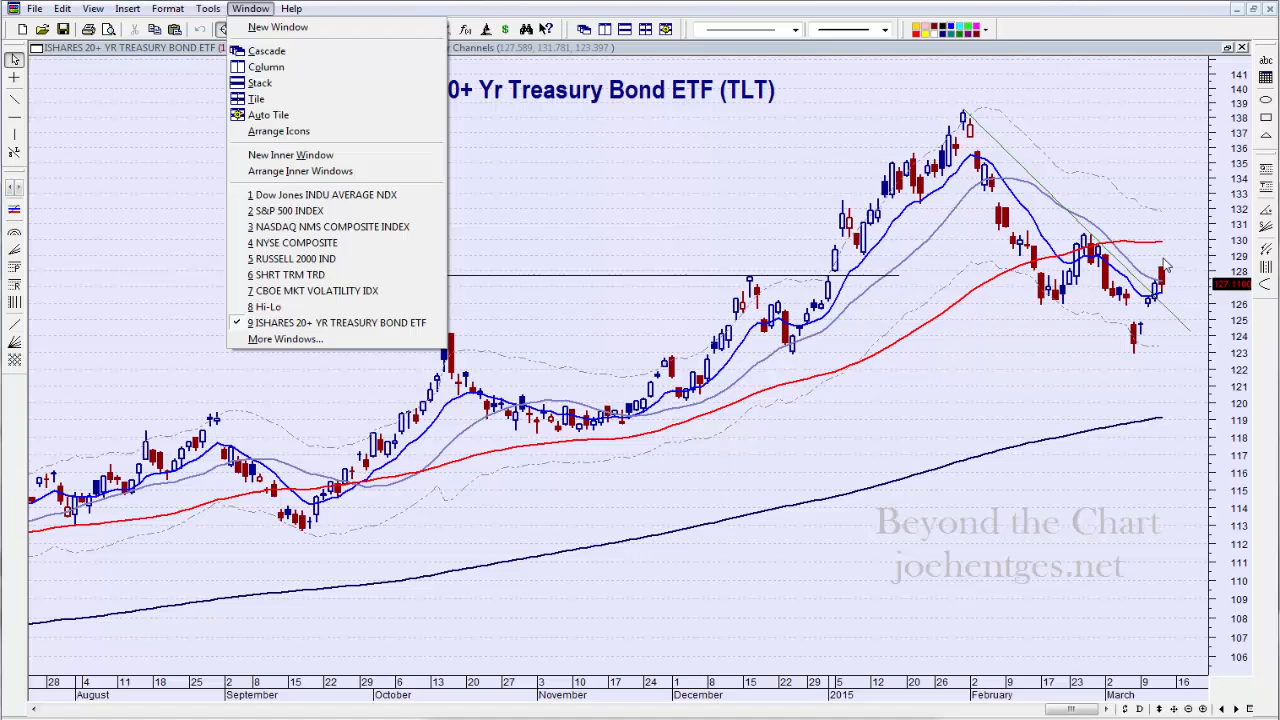 File Edit View Insert Format Tools Window Help
ISHARES 20+ YR TREASURY BOND ETF (1
y Channels (127.589, 131.781, 123.397)
New Window
Cascade
Column
Stack
Tile
Auto Tile
Arrange Icons
New Inner Window
Arrange Inner Windows
1 Dow Jones INDU AVERAGE NDX
2 S&P 500 INDEX
3 NASDAQ NMS COMPOSITE INDEX
4 NYSE COMPOSITE
5 RUSSELL 2000 IND
6 SHRT TRM TRD
7 CBOE MKT VOLATILITY IDX
8 Hi-Lo
9 ISHARES 20+ YR TREASURY BOND ETF
More Windows...
0+ Yr Treasury Bond ETF (TLT)
abc
141
140
139
138
137
136
135
134
133
132
131
130
129
128
126
125
124
123
122
121
120
119
118
117
116
115
114
113
112
111
110
109
108
107
106
Beyond the Chart
joehentges.net
28 4 11 18 25 2 8 15 22 29 6 13 20 27 3 10 17 24 1 8 15 22 29 5 12 20 26 2 9 17 23 2 9 16
August September October November December 2015 February March